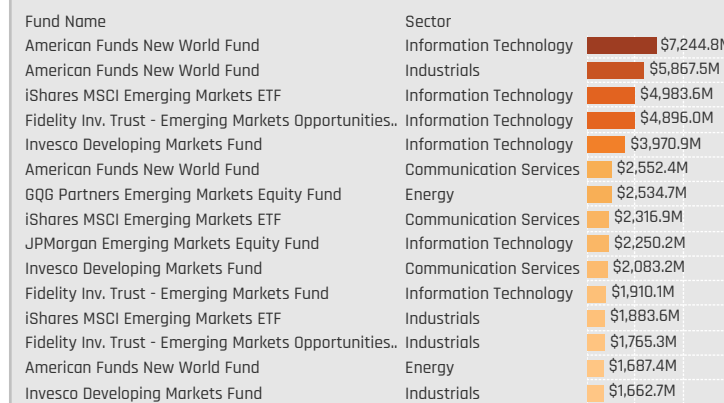 Fund Name Sector
American Funds New World Fund Information Technology $7,244.8M
American Funds New World Fund Industrials $5,867.5M
iShares MSCI Emerging Markets ETF Information Technology $4,983.6M
Fidelity Inv. Trust - Emerging Markets Opportunities.. Information Technology $4,896.0M
Invesco Developing Markets Fund Information Technology $3,970.9M
American Funds New World Fund Communication Services $2,552.4M
GQG Partners Emerging Markets Equity Fund Energy $2,534.7M
iShares MSCI Emerging Markets ETF Communication Services $2,316.9M
JPMorgan Emerging Markets Equity Fund Information Technology $2,250.2M
Invesco Developing Markets Fund Communication Services $2,083.2M
Fidelity Inv. Trust - Emerging Markets Fund Information Technology $1,910.1M
iShares MSCI Emerging Markets ETF Industrials $1,883.6M
Fidelity Inv. Trust - Emerging Markets Opportunities.. Industrials $1,765.3M
American Funds New World Fund Energy $1,687.4M
Invesco Developing Markets Fund Industrials $1,662.7M